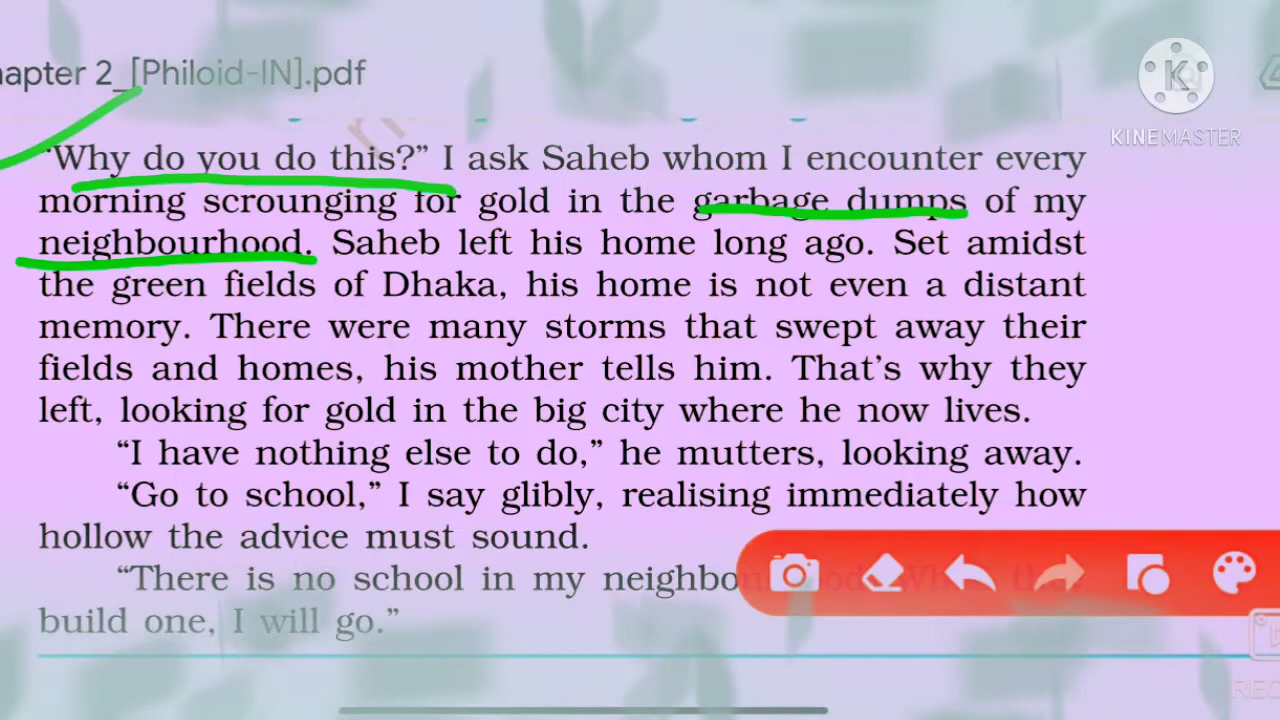 hapter 2_[Philoid-IN].pdf
KINEMASTER
"Why do you do this?" I ask Saheb whom I encounter every
morning scrounging for gold in the garbage dumps of my
neighbourhood. Saheb left his home long ago. Set amidst
the green fields of Dhaka, his home is not even a distant
memory. There were many storms that swept away their
fields and homes, his mother tells him. That's why they
left, looking for gold in the big city where he now lives.
"I have nothing else to do," he mutters, looking away.
"Go to school," I say glibly, realising immediately how
hollow the advice must sound.
"There is no school in my neighbou
build one, I will go."